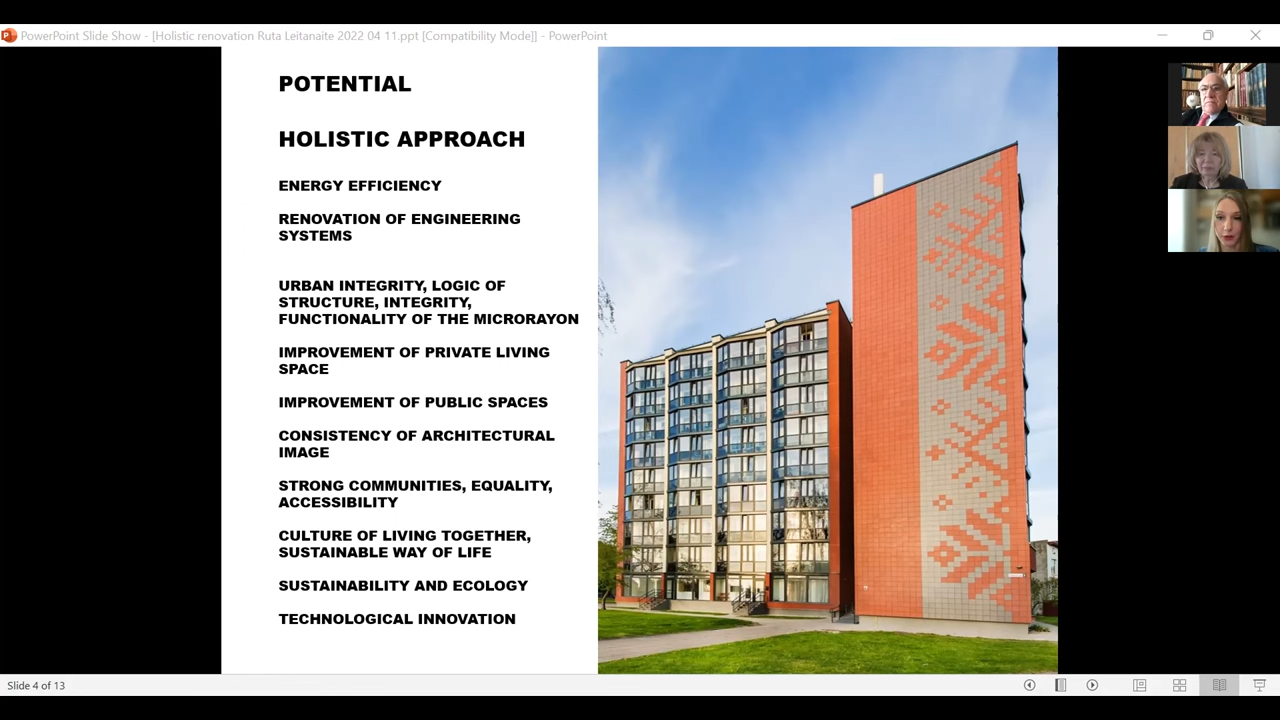 PowerPoint Slide Show - [Holistic renovation Ruta Leitanaite 2022 04 11.ppt [Compatibility Mode]] - PowerPoint
POTENTIAL
HOLISTIC APPROACH
ENERGY EFFICIENCY
RENOVATION OF ENGINEERING
SYSTEMS
URBAN INTEGRITY, LOGIC OF
STRUCTURE, INTEGRITY,
FUNCTIONALITY OF THE MICRORAYON
IMPROVEMENT OF PRIVATE LIVING
SPACE
IMPROVEMENT OF PUBLIC SPACES
CONSISTENCY OF ARCHITECTURAL
IMAGE
STRONG COMMUNITIES, EQUALITY,
ACCESSIBILITY
CULTURE OF LIVING TOGETHER,
SUSTAINABLE WAY OF LIFE
SUSTAINABILITY AND ECOLOGY
TECHNOLOGICAL INNOVATION
Slide 4 of 13